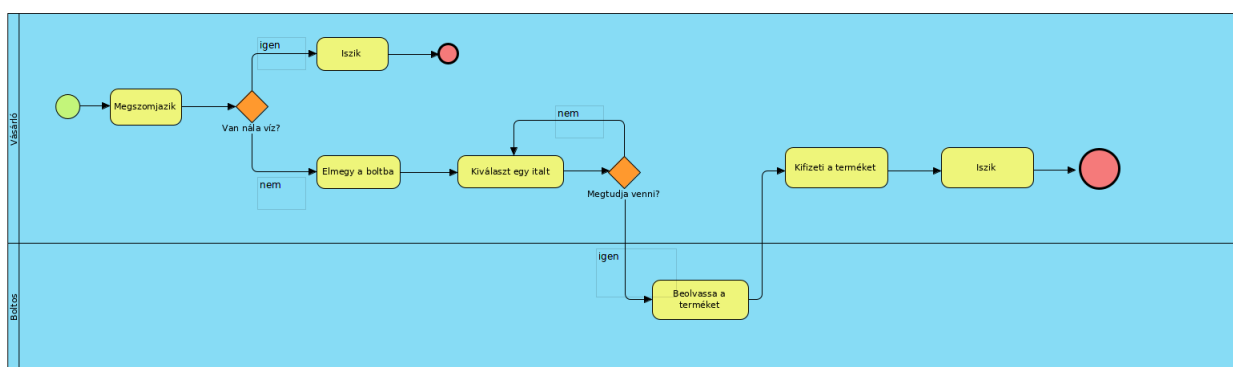 Vásárló
Megszomjazik
Van nála víz?
igen
Iszik
nem
Elmegy a boltba
Kiválaszt egy italt
nem
Megtudja venni?
igen
Kifizeti a terméket
Iszik
Boltos
Beolvassa a
terméket